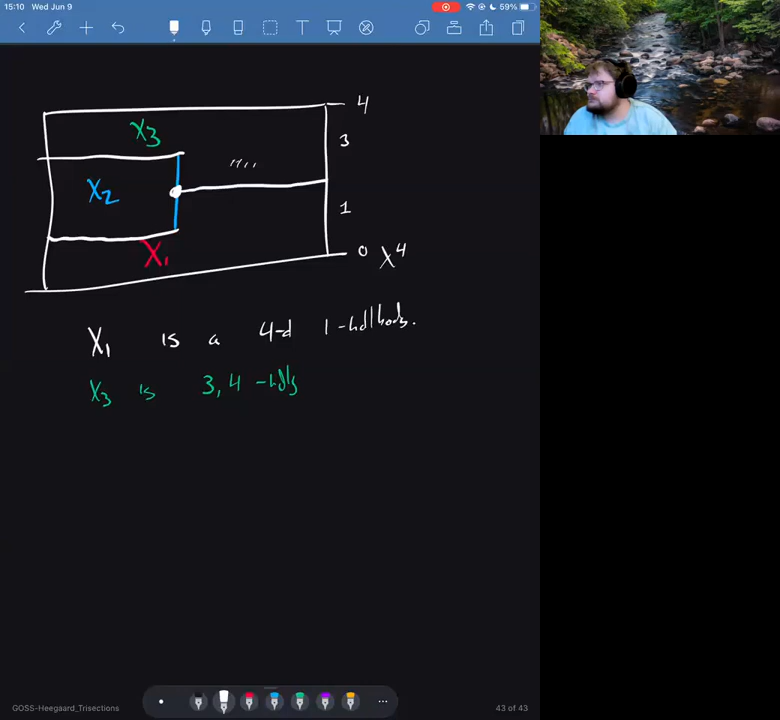 15:10 Wed Jun 9
59%
4
X3
3
X2
1
X1
0 X4
X1 is a 4-d 1-hdlbody.
X3 is 3,4 -hdls
GOSS-Heegaard_Trisections
43 of 43